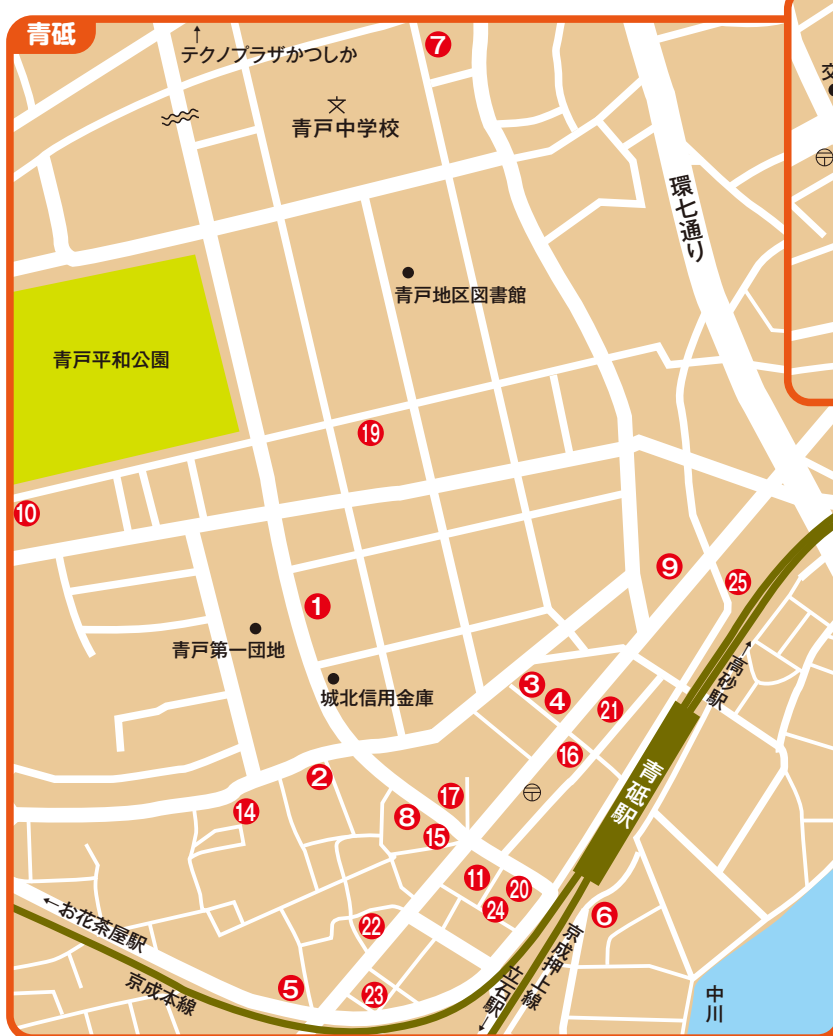 青砥
↑
テクノプラザかつしか
7
文
青戸中学校
交
〒
環七通り
青戸地区図書館
青戸平和公園
19
10
9
25
1
青戸第一団地
城北信用金庫
↑高砂駅
3
4
21
16
青砥駅
2
17
〒
14
8
15
11
20
24
6
←お花茶屋駅
22
京成押上線
立石駅→
京成本線
5
23
中川